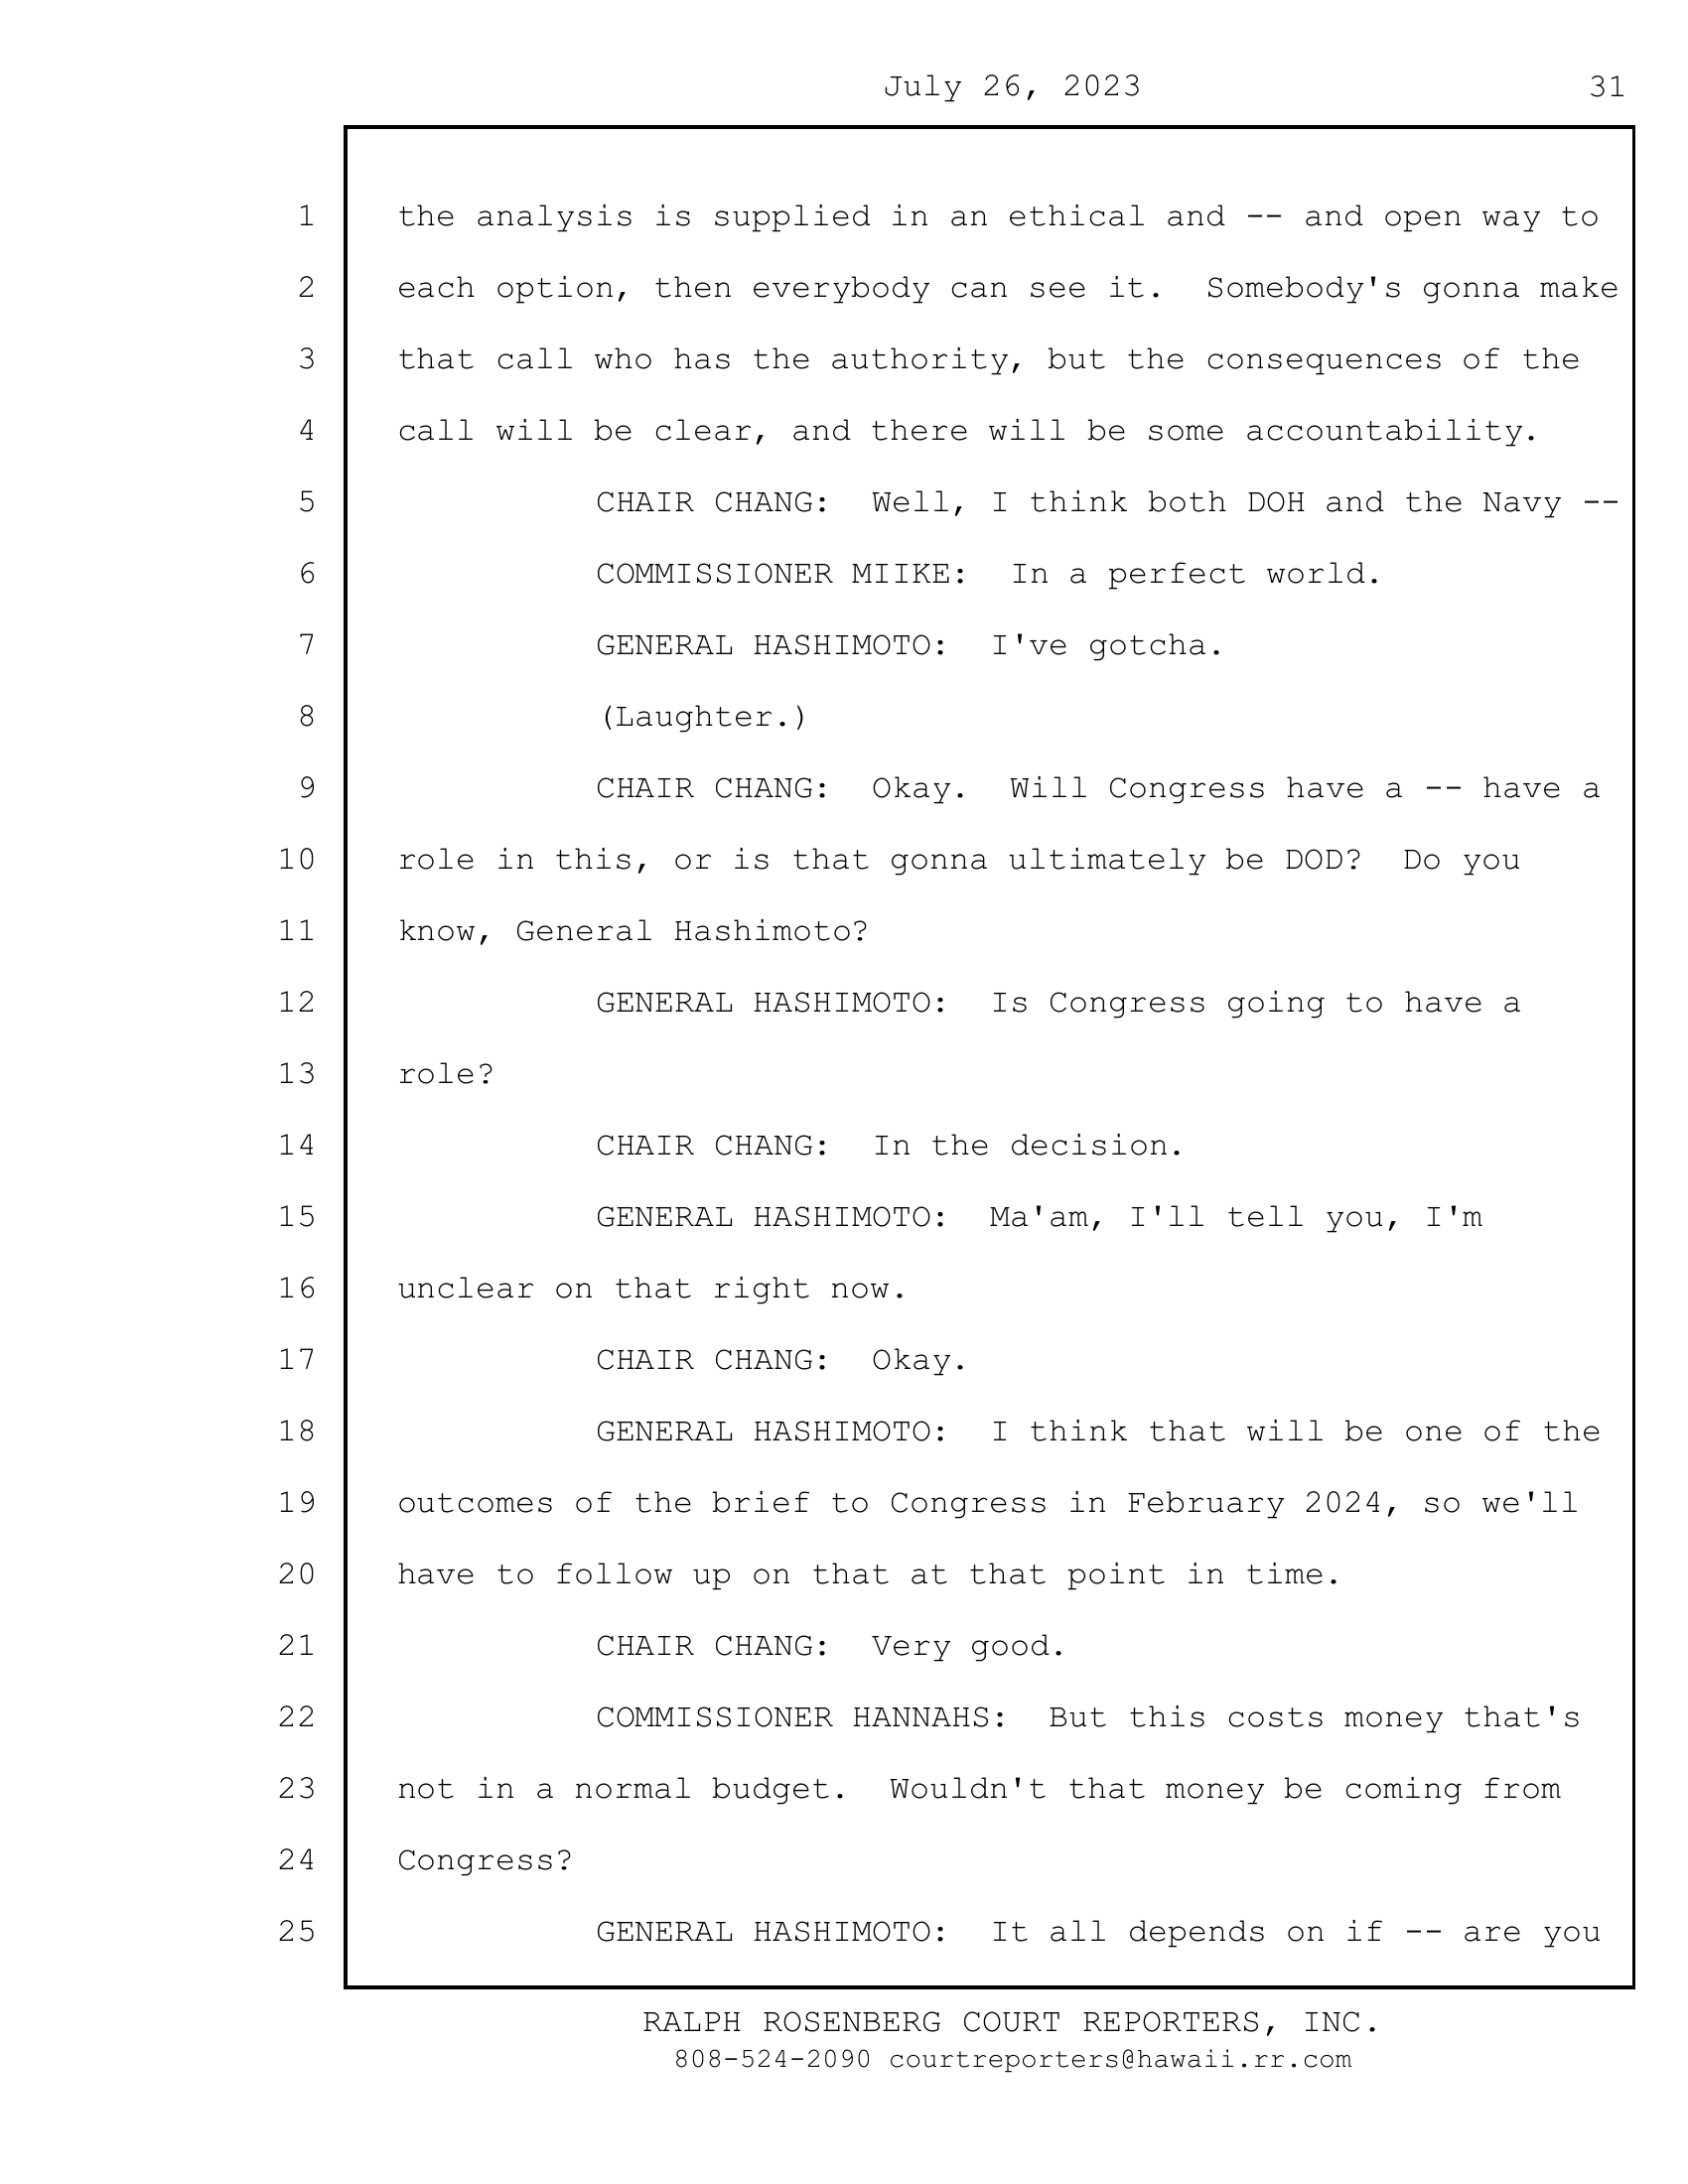 July 26, 2023 31
1 the analysis is supplied in an ethical and -- and open way to
2 each option, then everybody can see it.  Somebody's gonna make
3 that call who has the authority, but the consequences of the
4 call will be clear, and there will be some accountability.
5 CHAIR CHANG:  Well, I think both DOH and the Navy --
6 COMMISSIONER MIIKE:  In a perfect world.
7 GENERAL HASHIMOTO:  I've gotcha.
8 (Laughter.)
9 CHAIR CHANG:  Okay.  Will Congress have a -- have a
10 role in this, or is that gonna ultimately be DOD?  Do you
11 know, General Hashimoto?
12 GENERAL HASHIMOTO:  Is Congress going to have a
13 role?
14 CHAIR CHANG:  In the decision.
15 GENERAL HASHIMOTO:  Ma'am, I'll tell you, I'm
16 unclear on that right now.
17 CHAIR CHANG:  Okay.
18 GENERAL HASHIMOTO:  I think that will be one of the
19 outcomes of the brief to Congress in February 2024, so we'll
20 have to follow up on that at that point in time.
21 CHAIR CHANG:  Very good.
22 COMMISSIONER HANNAHS:  But this costs money that's
23 not in a normal budget.  Wouldn't that money be coming from
24 Congress?
25 GENERAL HASHIMOTO:  It all depends on if -- are you
RALPH ROSENBERG COURT REPORTERS, INC.
808-524-2090 courtreporters@hawaii.rr.com